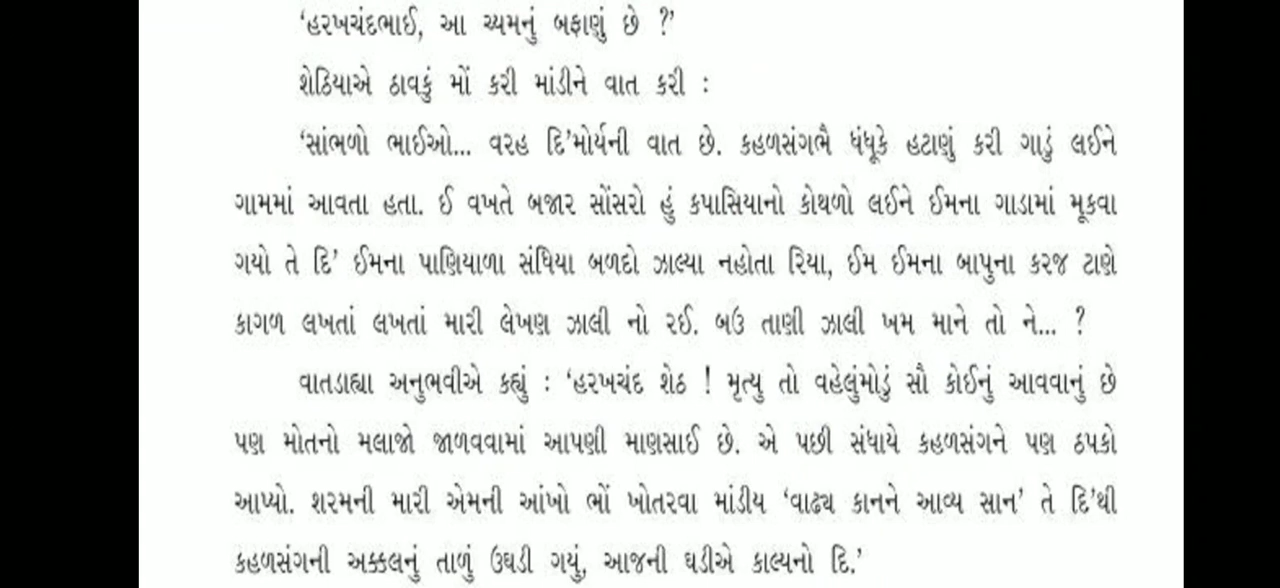 ‘હરખચંદભાઈ, આ ચ્યમનું બફાણું છે ?’
શેઠિયાએ ઠાવકું મોં કરી માંડીને વાત કરી :
‘સાંભળો ભાઈઓ... વરહ દિ’મોર્યની વાત છે. કહળસંગભૈ ધંધૂકે હટાણું કરી ગાડું લઈને
ગામમાં આવતા હતા. ઈ વખતે બજાર સોંસરો હું કપાસિયાનો કોથળો લઈને ઈમના ગાડામાં મૂકવા
ગયો તે દિ’ ઈમના પાણિયાળા સંધિયા બળદો ઝાલ્યા નહોતા રિયા, ઈમ ઈમના બાપુના કરજ ટાણે
કાગળ લખતાં લખતાં મારી લેખણ ઝાલી નો રઈ. બઉ તાણી ઝાલી ખમ માને તો ને... ?
વાતડાહ્યા અનુભવીએ કહ્યું : ‘હરખચંદ શેઠ ! મૃત્યુ તો વહેલુંમોડું સૌ કોઈનું આવવાનું છે
પણ મોતનો મલાજો જાળવવામાં આપણી માણસાઈ છે. એ પછી સંધાયે કહળસંગને પણ ઠપકો
આપ્યો. શરમની મારી એમની આંખો ભોં ખોતરવા માંડીય ‘વાઢ્ય કાનને આવ્ય સાન’ તે દિ’થી
કહળસંગની અક્કલનું તાળું ઉઘડી ગયું, આજની ઘડીએ કાલ્યનો દિ.’